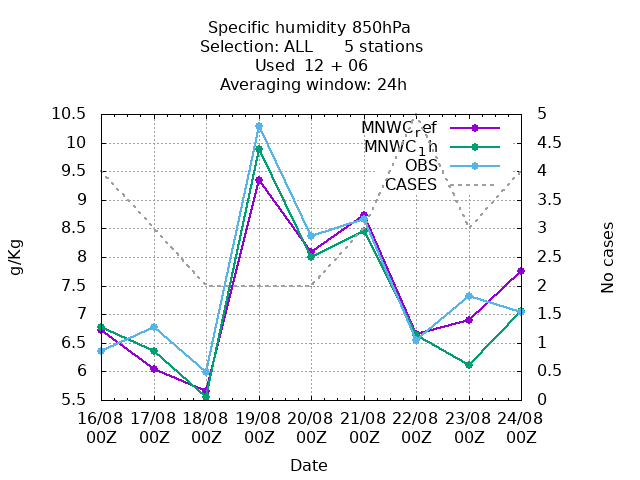 Specific humidity 850hPa
Selection: ALL 5 stations
Used 12 + 06
Averaging window: 24h
g/Kg
10.5
10
9.5
9
8.5
8
7.5
7
6.5
6
5.5
MNWC_ref
MNWC_1h
OBS
CASES
5
4.5
4
3.5
3
2.5
2
1.5
1
0.5
0
No cases
16/08 17/08 18/08 19/08 20/08 21/08 22/08 23/08 24/08
00Z 00Z 00Z 00Z 00Z 00Z 00Z 00Z 00Z
Date